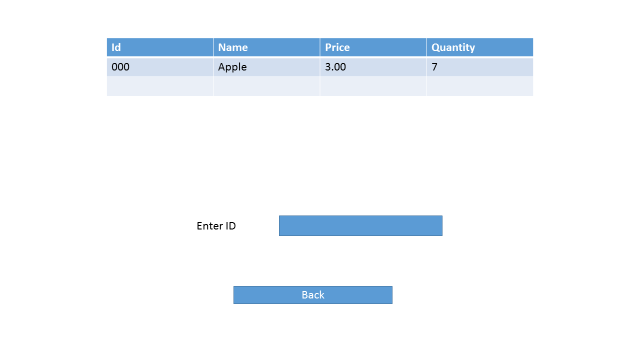 Id Name Price Quantity
000 Apple 3.00 7
Enter ID
Back